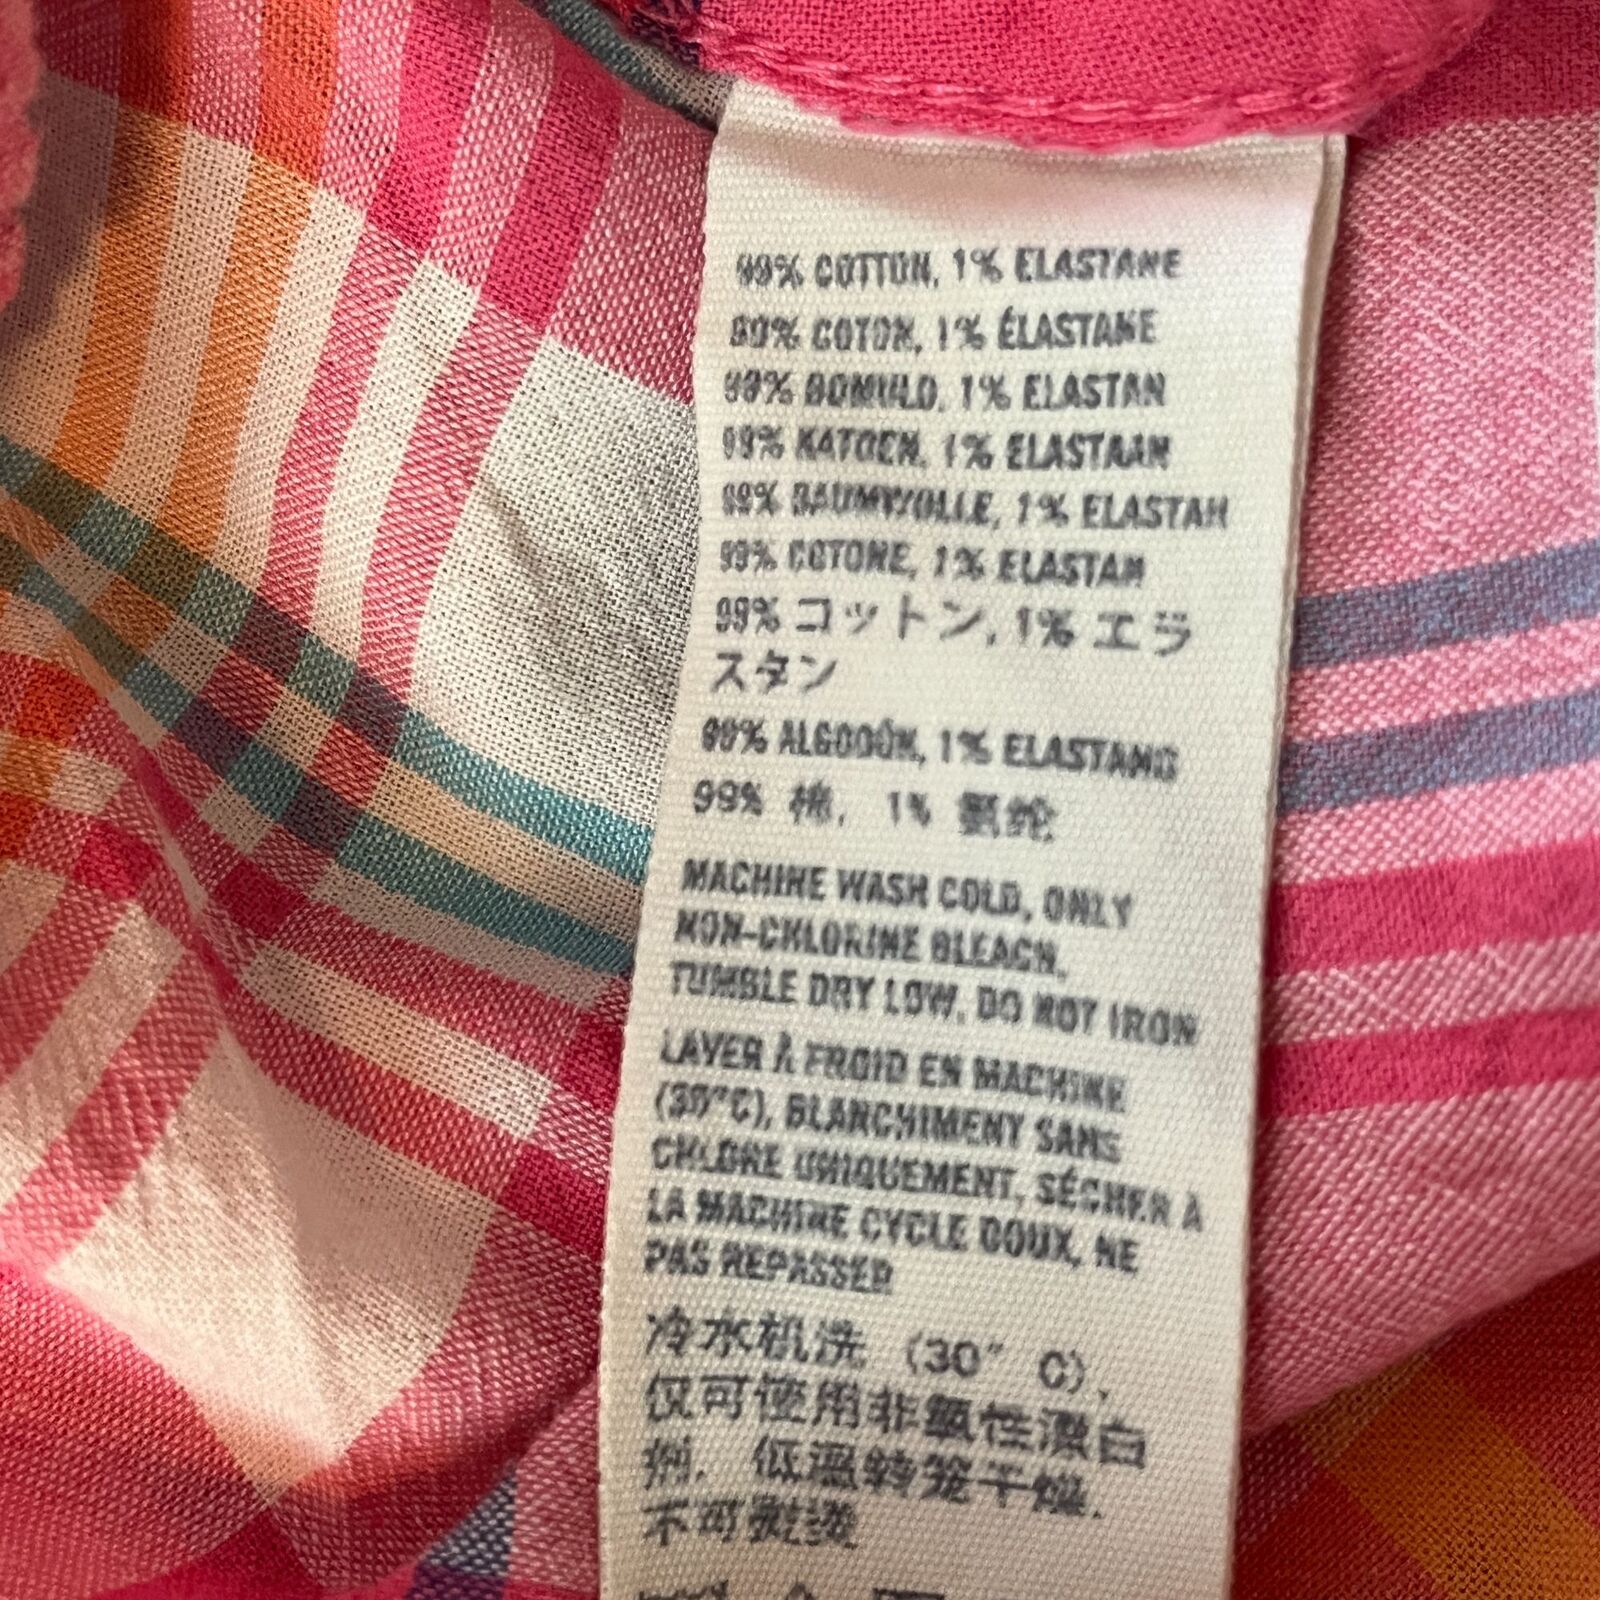 99% COTTON, 1% ELASTANE
99% COTON, 1% ÉLASTANE
99% BOMULD, 1% ELASTAN
99% KATOEN, 1% ELASTAAN
99% BAUMWOLLE, 1% ELASTAN
99% COTONE, 1% ELASTAN
99% コットン, 1% エラ
スタン
99% ALGODÓN, 1% ELASTANO
99% 棉, 1% 氨纶
MACHINE WASH COLD, ONLY
NON-CHLORINE BLEACH,
TUMBLE DRY LOW, DO NOT IRON
LAVER À FROID EN MACHINE
(30°C), BLANCHIMENT SANS
CHLORE UNIQUEMENT, SÉCHER À
LA MACHINE CYCLE DOUX, NE
PAS REPASSER
冷水机洗 (30° C),
仅可使用非氯性漂白
剂, 低温转笼干燥,
不可熨烫